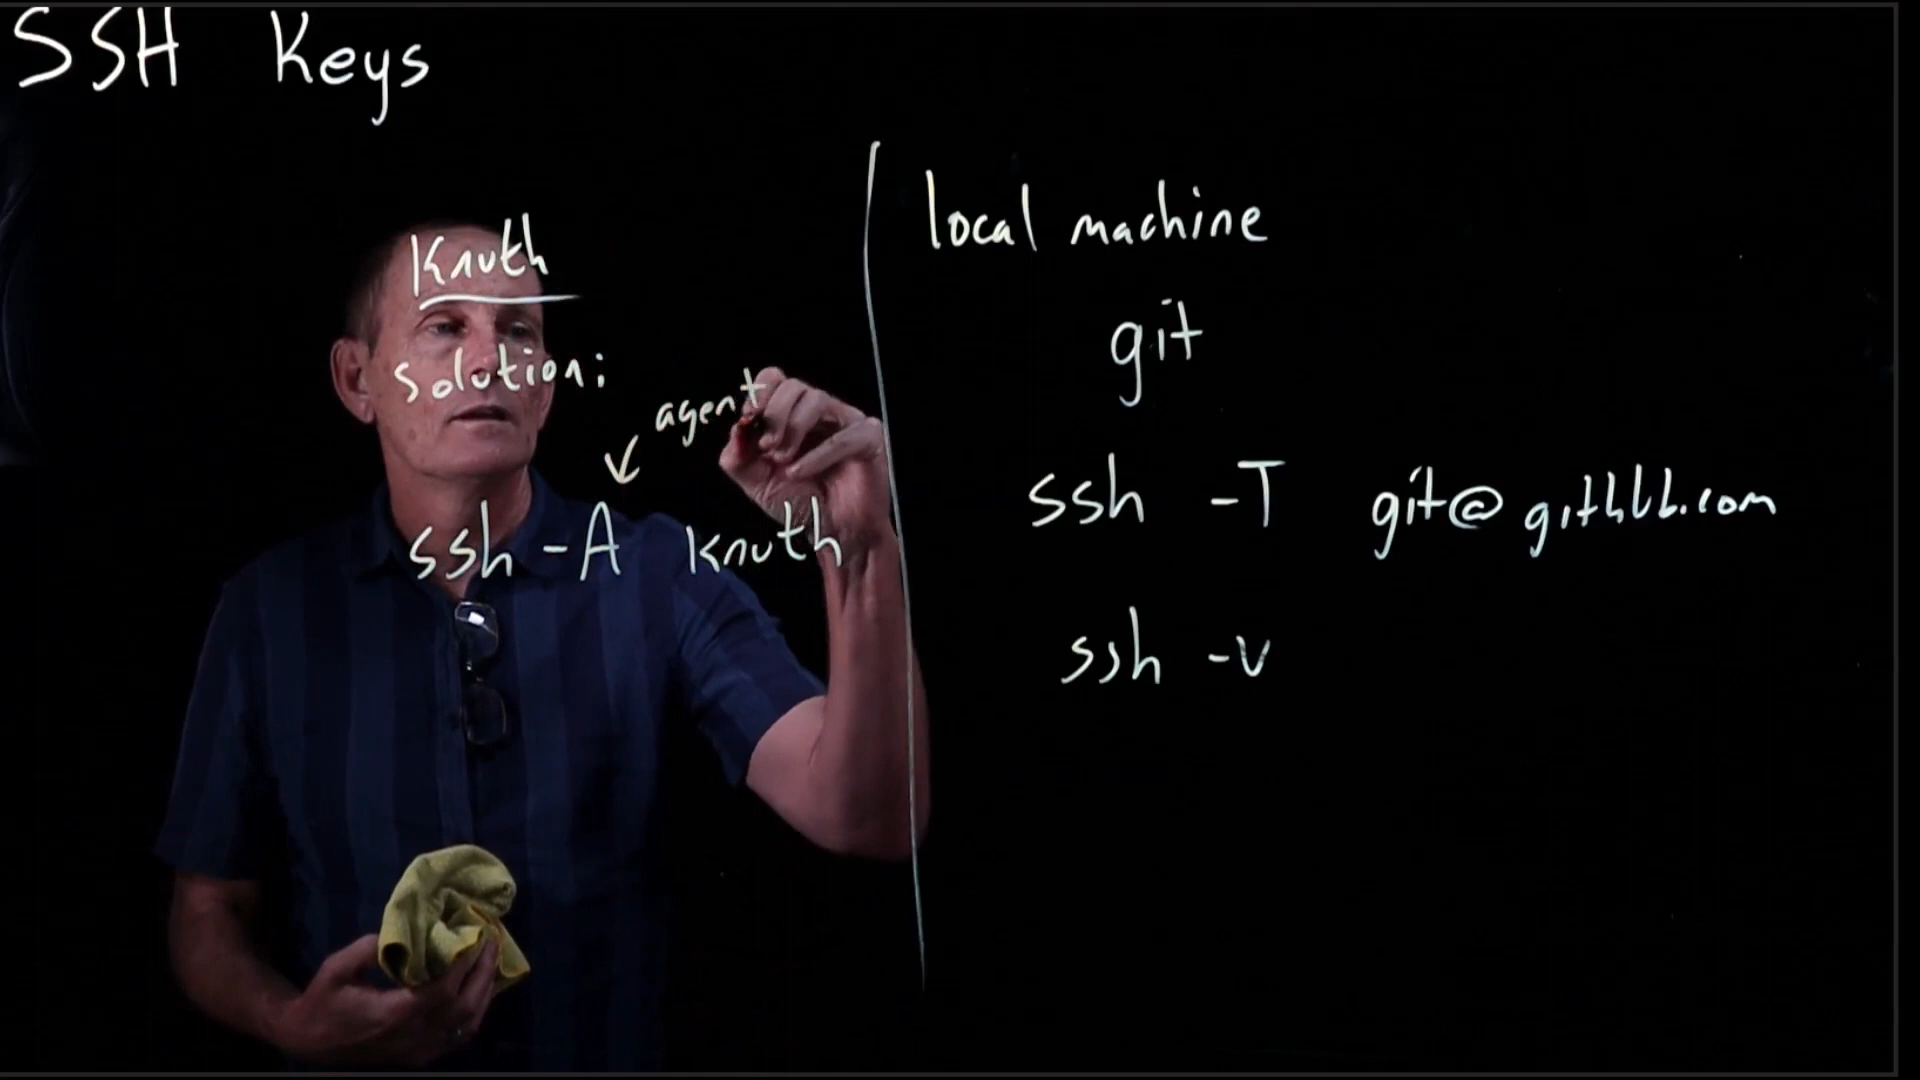 SSH Keys
Knuth
Solution:
agent
ssh -A Knuth
local machine
git
ssh -T git@github.com
ssh -v